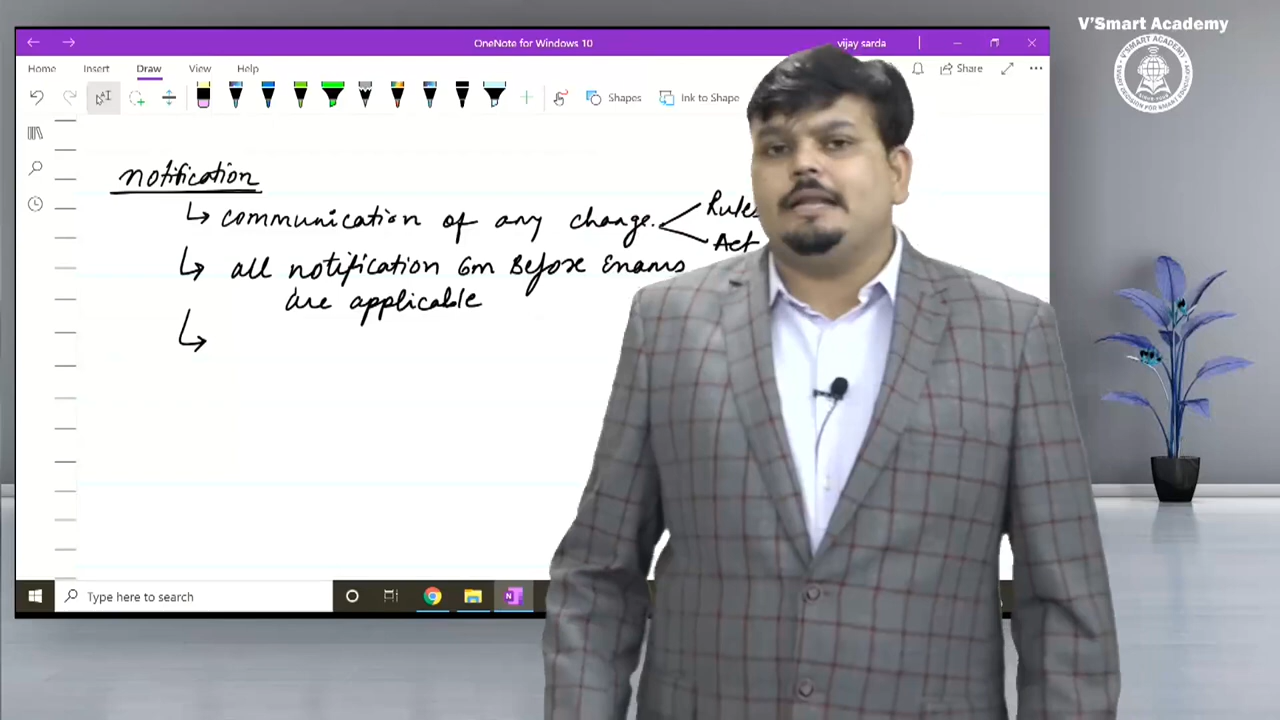 V'Smart Academy
OneNote for Windows 10
vijay sarda
Home Insert Draw View Help
Share
Shapes
Ink to Shape
notification
communication of any change.
Rules
Act
all notification 6m Before Exams
are applicable
Type here to search